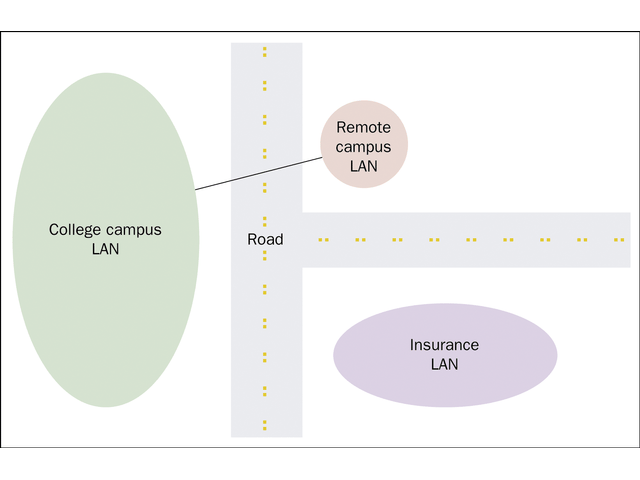 Remote
campus
LAN
College campus
LAN
Road
Insurance
LAN